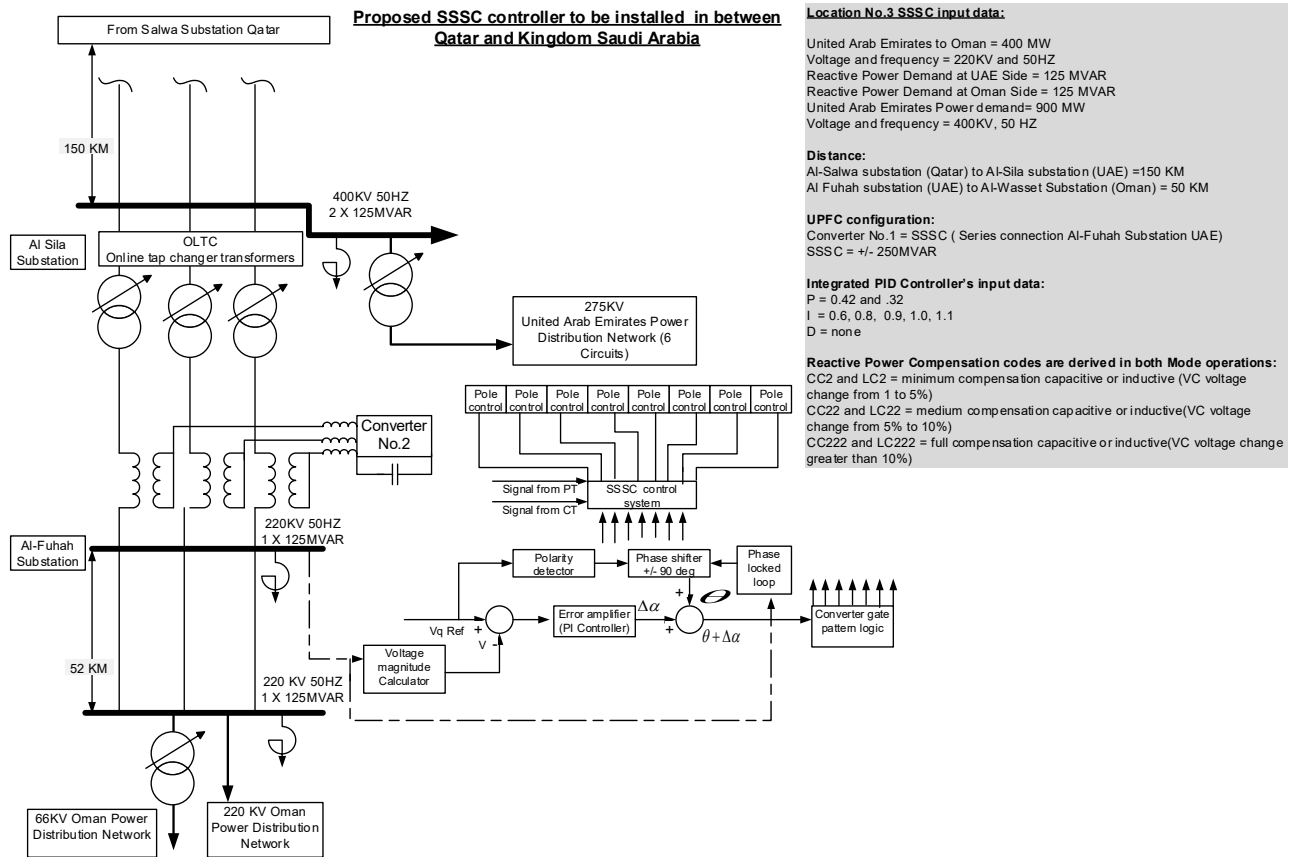 Proposed SSSC controller to be installed in between
Qatar and Kingdom Saudi Arabia
From Salwa Substation Qatar
150 KM
400KV 50HZ
2 X 125MVAR
Al Sila
Substation
OLTC
Online tap changer transformers
275KV
United Arab Emirates Power
Distribution Network (6
Circuits)
Pole
control
Pole
control
Pole
control
Pole
control
Pole
control
Pole
control
Pole
control
Pole
control
Converter
No.2
Signal from PT
Signal from CT
SSSC control
system
220KV 50HZ
1 X 125MVAR
Al-Fuhah
Substation
Polarity
detector
Phase shifter
+/- 90 deg
Phase
locked
loop
Vq Ref
+
V -
Error amplifier
(PI Controller)
Δα
+
+
θ
θ + Δα
Converter gate
pattern logic
Voltage
magnitude
Calculator
52 KM
220 KV 50HZ
1 X 125MVAR
66KV Oman Power
Distribution Network
220 KV Oman
Power Distribution
Network
Location No.3 SSSC input data:
United Arab Emirates to Oman = 400 MW
Voltage and frequency = 220KV and 50HZ
Reactive Power Demand at UAE Side = 125 MVAR
Reactive Power Demand at Oman Side = 125 MVAR
United Arab Emirates Power demand= 900 MW
Voltage and frequency = 400KV, 50 HZ
Distance:
Al-Salwa substation (Qatar) to Al-Sila substation (UAE) =150 KM
Al Fuhah substation (UAE) to Al-Wasset Substation (Oman) = 50 KM
UPFC configuration:
Converter No.1 = SSSC ( Series connection Al-Fuhah Substation UAE)
SSSC = +/- 250MVAR
Integrated PID Controller's input data:
P = 0.42 and .32
I = 0.6, 0.8, 0.9, 1.0, 1.1
D = none
Reactive Power Compensation codes are derived in both Mode operations:
CC2 and LC2 = minimum compensation capacitive or inductive (VC voltage
change from 1 to 5%)
CC22 and LC22 = medium compensation capacitive or inductive(VC voltage
change from 5% to 10%)
CC222 and LC222 = full compensation capacitive or inductive(VC voltage change
greater than 10%)